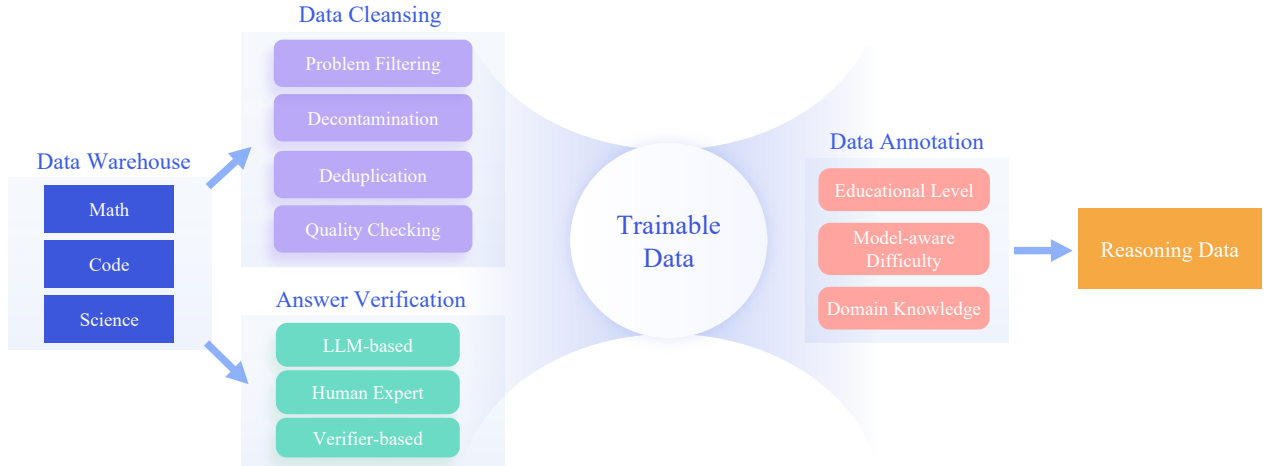 Data Warehouse
Math
Code
Science
Data Cleansing
Problem Filtering
Decontamination
Deduplication
Quality Checking
Answer Verification
LLM-based
Human Expert
Verifier-based
Trainable
Data
Data Annotation
Educational Level
Model-aware
Difficulty
Domain Knowledge
Reasoning Data